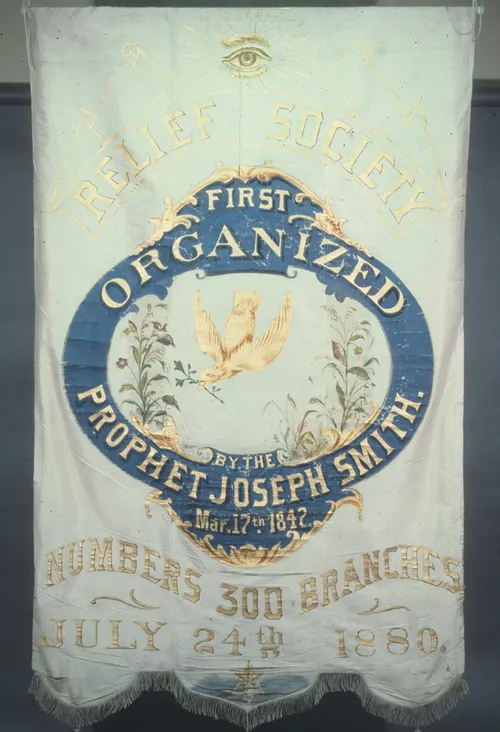 RELIEF SOCIETY
FIRST
ORGANIZED
BY THE
PROPHET JOSEPH SMITH.
Mar. 17th 1842.
NUMBERS 300 BRANCHES
JULY 24th 1880.